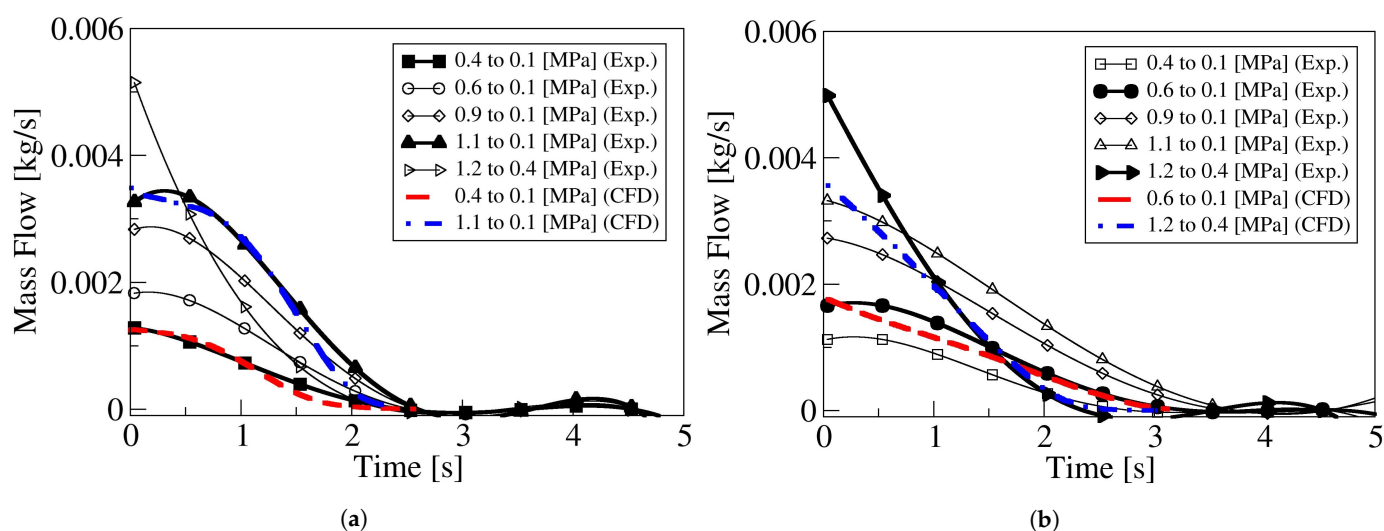 0.006
0.004
0.002
0
Mass Flow [kg/s]
0.4 to 0.1 [MPa] (Exp.)
0.6 to 0.1 [MPa] (Exp.)
0.9 to 0.1 [MPa] (Exp.)
1.1 to 0.1 [MPa] (Exp.)
1.2 to 0.4 [MPa] (Exp.)
0.4 to 0.1 [MPa] (CFD)
1.1 to 0.1 [MPa] (CFD)
0 1 2 3 4 5
Time [s]
(a)
0.006
0.004
0.002
0
Mass Flow [kg/s]
0.4 to 0.1 [MPa] (Exp.)
0.6 to 0.1 [MPa] (Exp.)
0.9 to 0.1 [MPa] (Exp.)
1.1 to 0.1 [MPa] (Exp.)
1.2 to 0.4 [MPa] (Exp.)
0.6 to 0.1 [MPa] (CFD)
1.2 to 0.4 [MPa] (CFD)
0 1 2 3 4 5
Time [s]
(b)